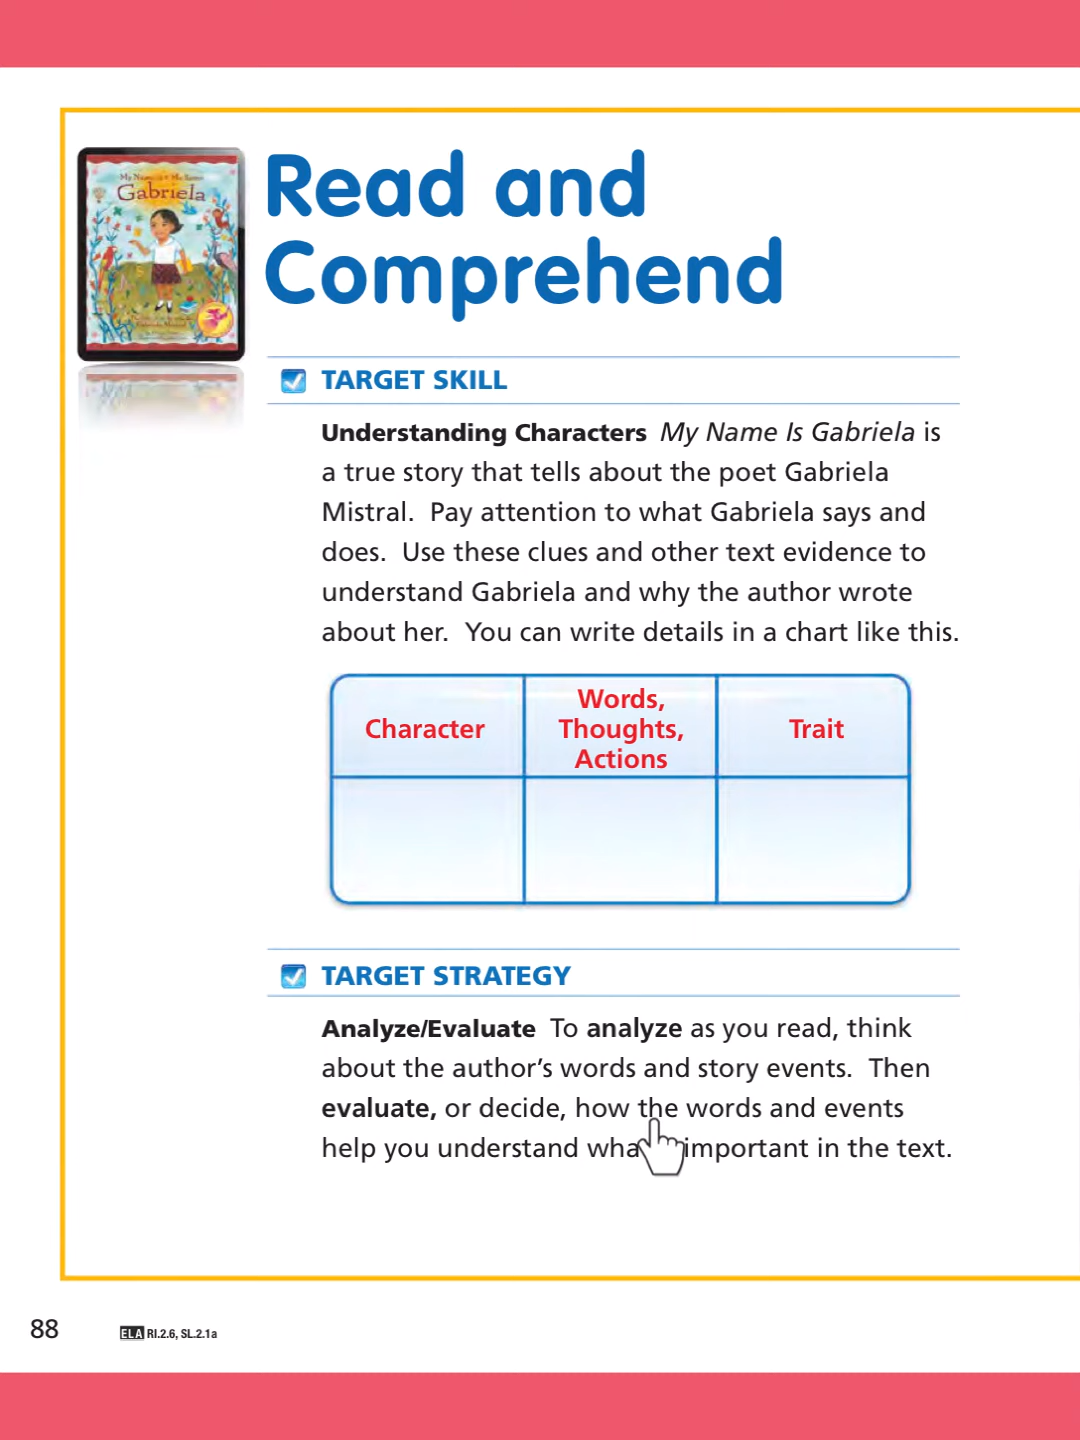 My Name is • Me llamo
Gabriela
Read and
Comprehend
TARGET SKILL
Understanding Characters My Name Is Gabriela is
a true story that tells about the poet Gabriela
Mistral. Pay attention to what Gabriela says and
does. Use these clues and other text evidence to
understand Gabriela and why the author wrote
about her. You can write details in a chart like this.
Character
Words,
Thoughts,
Actions
Trait
TARGET STRATEGY
Analyze/Evaluate To analyze as you read, think
about the author’s words and story events. Then
evaluate, or decide, how the words and events
help you understand wha important in the text.
88
ELA RI.2.6, SL.2.1a